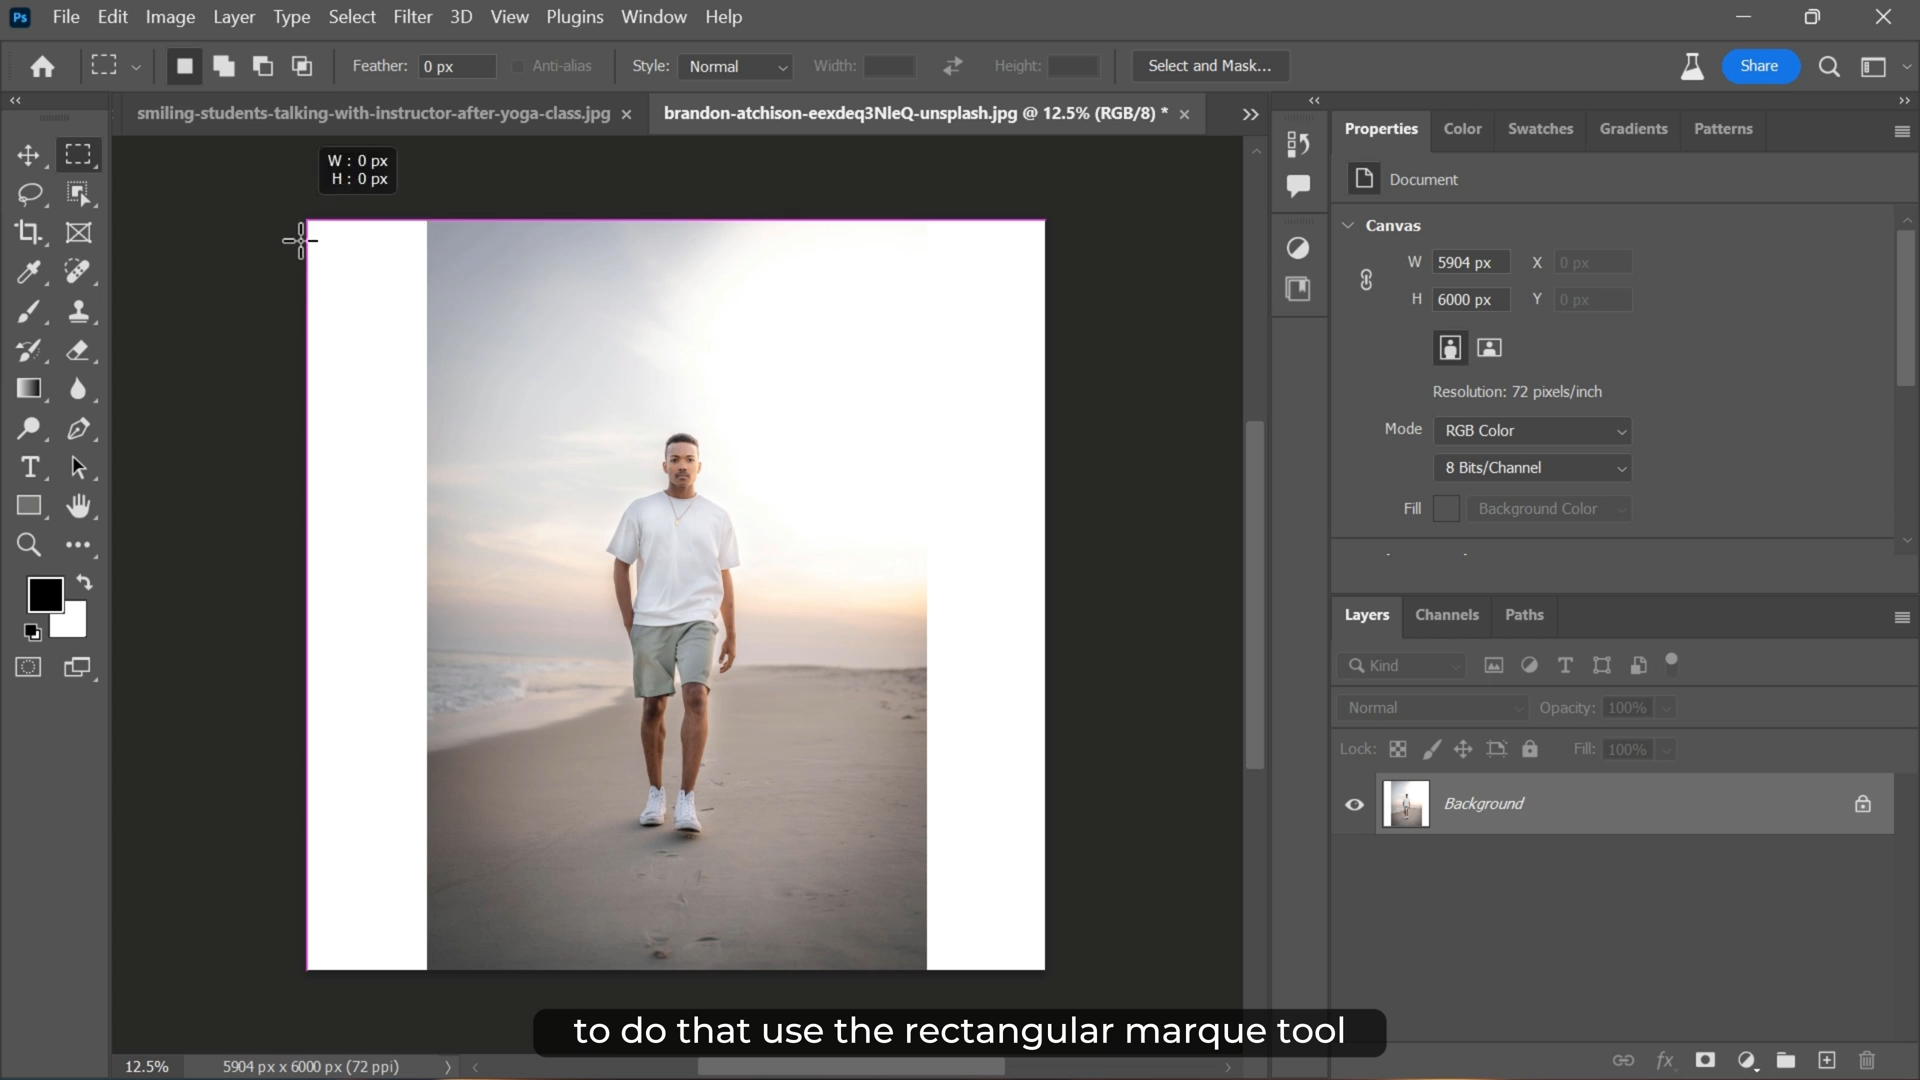 Ps File Edit Image Layer Type Select Filter 3D View Plugins Window Help
Feather: 0 px Anti-alias Style: Normal Width: Height: Select and Mask... Share
smiling-students-talking-with-instructor-after-yoga-class.jpg brandon-atchison-eexdeq3NleQ-unsplash.jpg @ 12.5% (RGB/8) *
W : 0 px
H : 0 px
Properties Color Swatches Gradients Patterns
Document
Canvas
W 5904 px X 0 px
H 6000 px Y 0 px
Resolution: 72 pixels/inch
Mode RGB Color
8 Bits/Channel
Fill Background Color
Layers Channels Paths
Kind
Normal Opacity: 100%
Lock: Fill: 100%
Background
to do that use the rectangular marque tool
12.5% 5904 px x 6000 px (72 ppi)